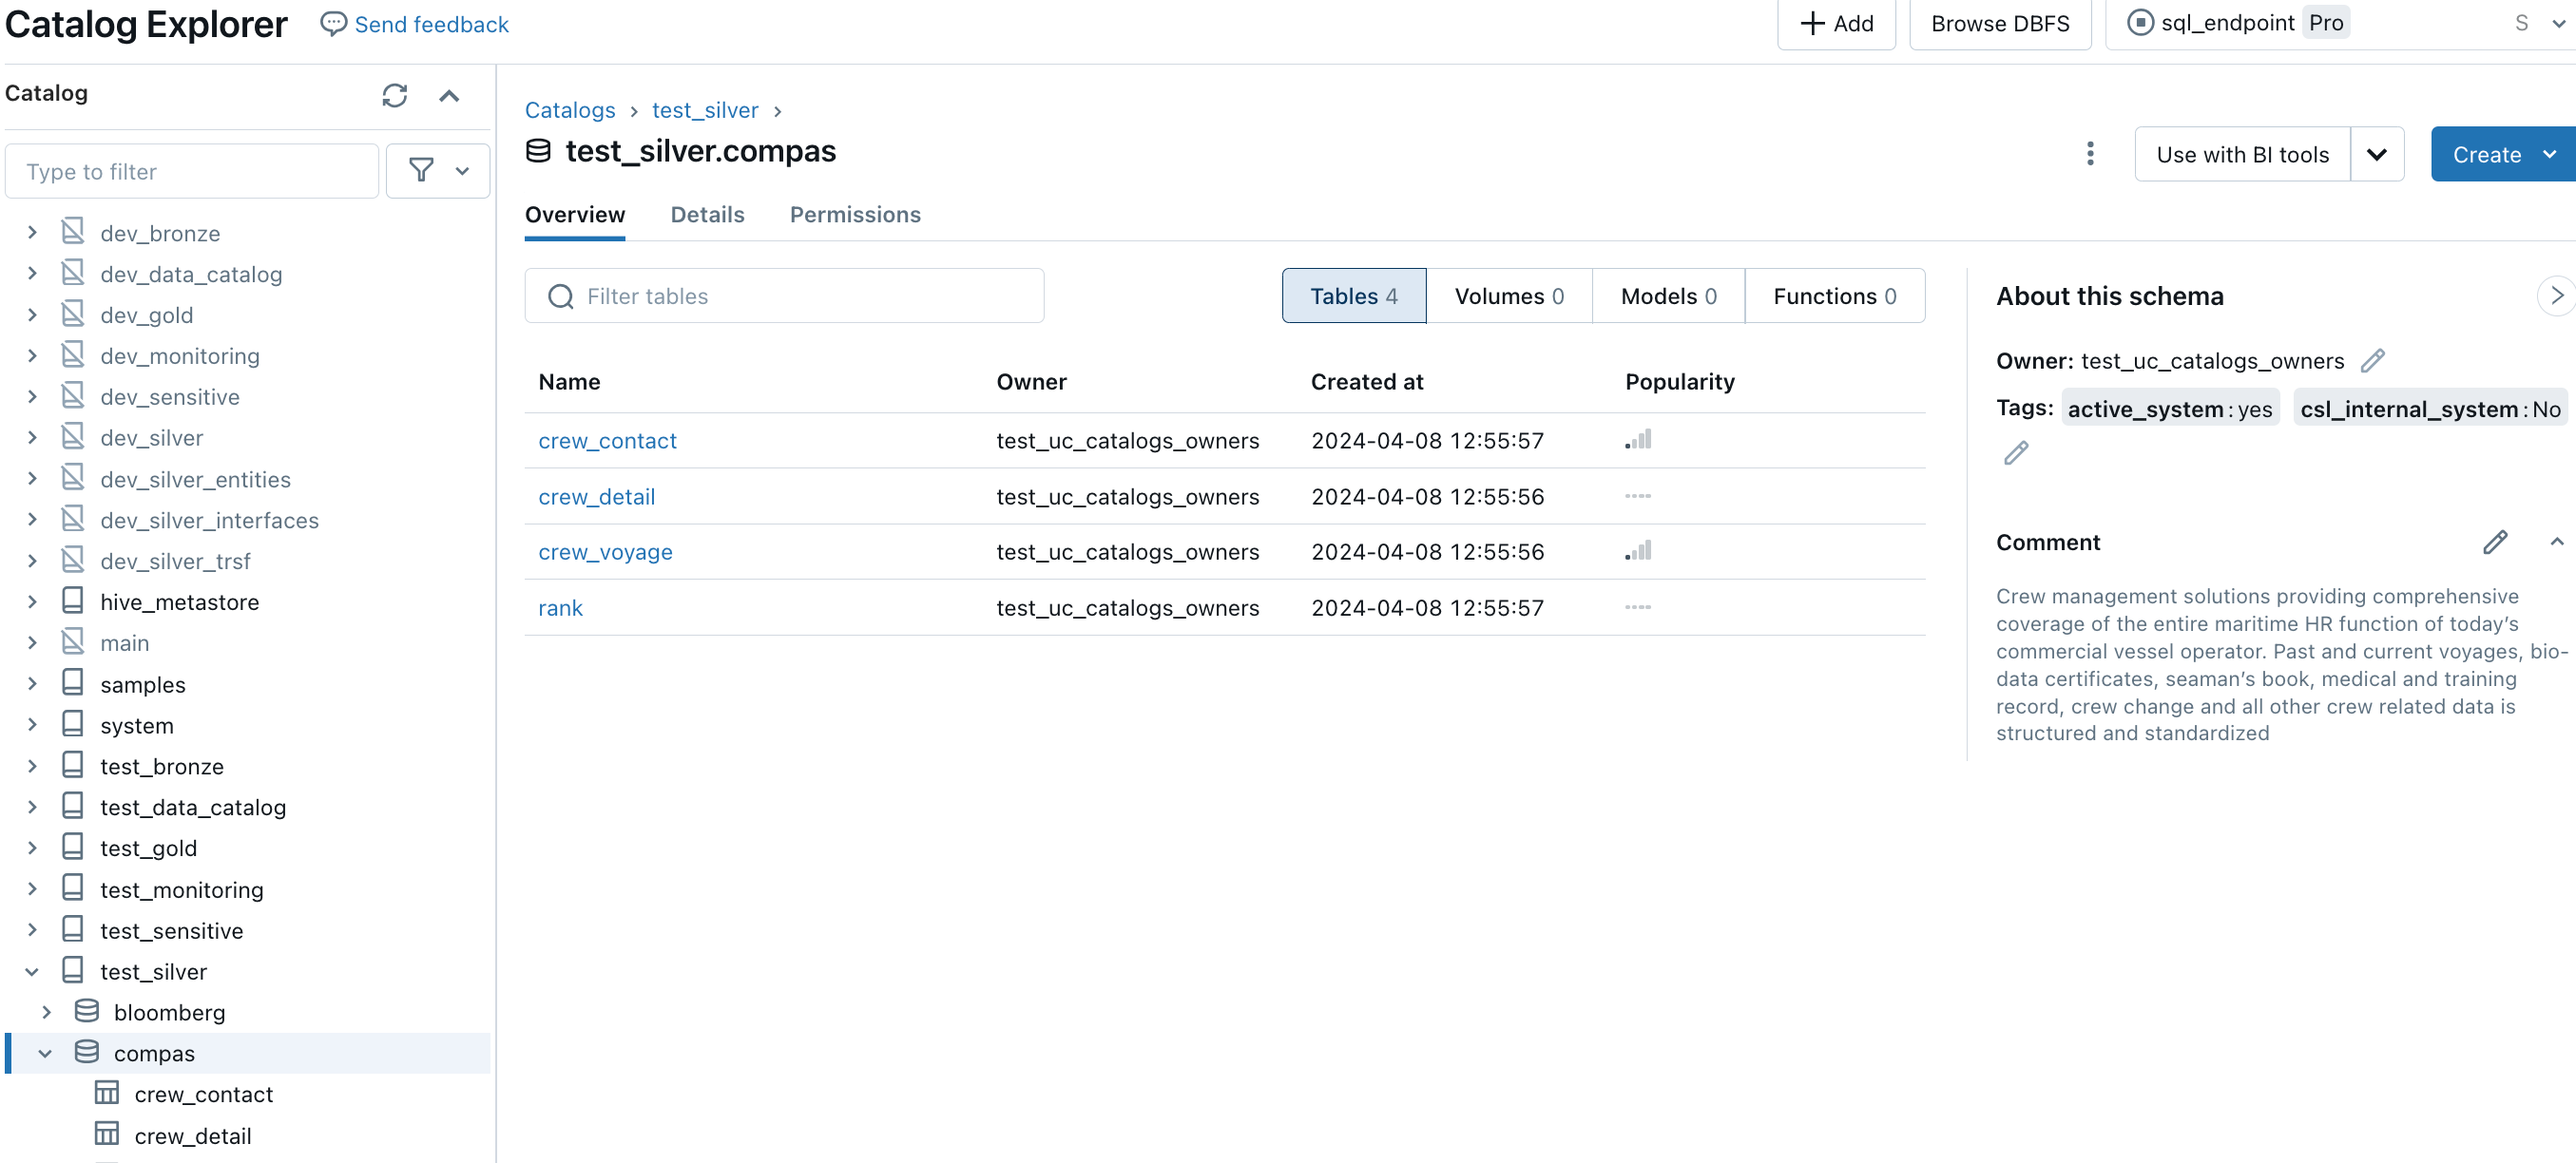 Catalog Explorer
Send feedback
Add
Browse DBFS
sql_endpoint Pro
S
Catalog
Type to filter
dev_bronze
dev_data_catalog
dev_gold
dev_monitoring
dev_sensitive
dev_silver
dev_silver_entities
dev_silver_interfaces
dev_silver_trsf
hive_metastore
main
samples
system
test_bronze
test_data_catalog
test_gold
test_monitoring
test_sensitive
test_silver
bloomberg
compas
crew_contact
crew_detail
Catalogs > test_silver >
test_silver.compas
Use with BI tools
Create
Overview Details Permissions
Filter tables
Tables 4 Volumes 0 Models 0 Functions 0
Name Owner Created at Popularity
crew_contact test_uc_catalogs_owners 2024-04-08 12:55:57
crew_detail test_uc_catalogs_owners 2024-04-08 12:55:56
crew_voyage test_uc_catalogs_owners 2024-04-08 12:55:56
rank test_uc_catalogs_owners 2024-04-08 12:55:57
About this schema
Owner: test_uc_catalogs_owners
Tags: active_system : yes csl_internal_system : No
Comment
Crew management solutions providing comprehensive
coverage of the entire maritime HR function of today’s
commercial vessel operator. Past and current voyages, bio-
data certificates, seaman’s book, medical and training
record, crew change and all other crew related data is
structured and standardized